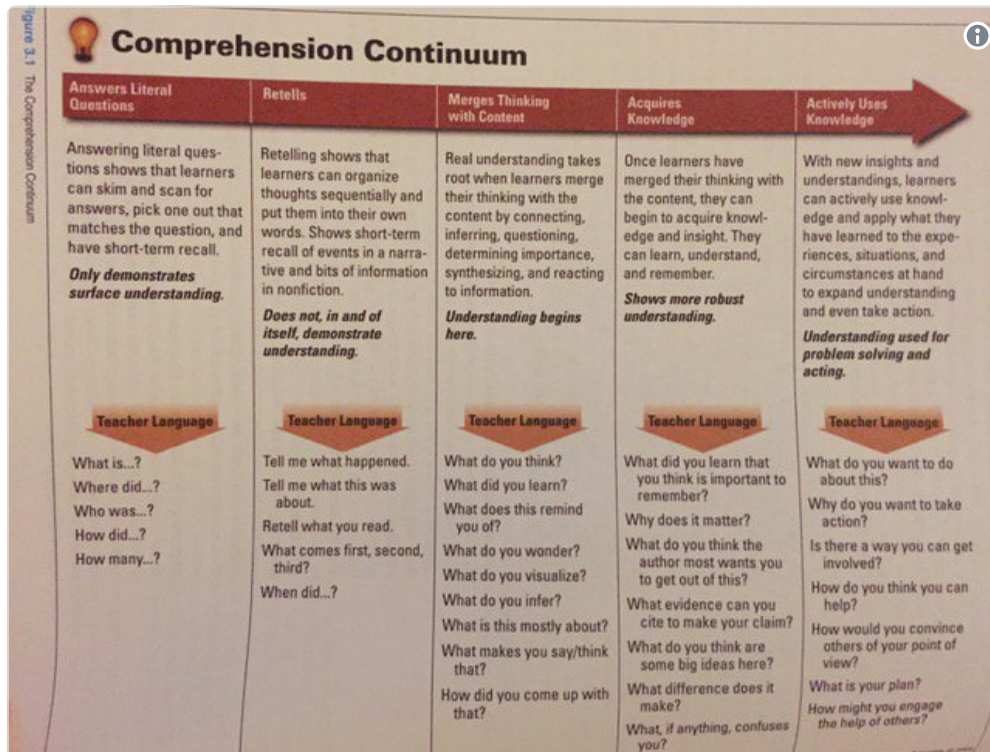 Figure 3.1 The Comprehension Continuum
Comprehension Continuum
Answers Literal
Questions
Answering literal ques-
tions shows that learners
can skim and scan for
answers, pick one out that
matches the question, and
have short-term recall.
Only demonstrates
surface understanding.
Teacher Language
What is...?
Where did...?
Who was...?
How did...?
How many...?
Retells
Retelling shows that
learners can organize
thoughts sequentially and
put them into their own
words. Shows short-term
recall of events in a narra-
tive and bits of information
in nonfiction.
Does not, in and of
itself, demonstrate
understanding.
Teacher Language
Tell me what happened.
Tell me what this was
about.
Retell what you read.
What comes first, second,
third?
When did...?
Merges Thinking
with Content
Real understanding takes
root when learners merge
their thinking with the
content by connecting,
inferring, questioning,
determining importance,
synthesizing, and reacting
to information.
Understanding begins
here.
Teacher Language
What do you think?
What did you learn?
What does this remind
you of?
What do you wonder?
What do you visualize?
What do you infer?
What is this mostly about?
What makes you say/think
that?
How did you come up with
that?
Acquires
Knowledge
Once learners have
merged their thinking with
the content, they can
begin to acquire knowl-
edge and insight. They
can learn, understand,
and remember.
Shows more robust
understanding.
Teacher Language
What did you learn that
you think is important to
remember?
Why does it matter?
What do you think the
author most wants you
to get out of this?
What evidence can you
cite to make your claim?
What do you think are
some big ideas here?
What difference does it
make?
What, if anything, confuses
you?
Actively Uses
Knowledge
With new insights and
understandings, learners
can actively use knowl-
edge and apply what they
have learned to the expe-
riences, situations, and
circumstances at hand
to expand understanding
and even take action.
Understanding used for
problem solving and
acting.
Teacher Language
What do you want to do
about this?
Why do you want to take
action?
Is there a way you can get
involved?
How do you think you can
help?
How would you convince
others of your point of
view?
What is your plan?
How might you engage
the help of others?